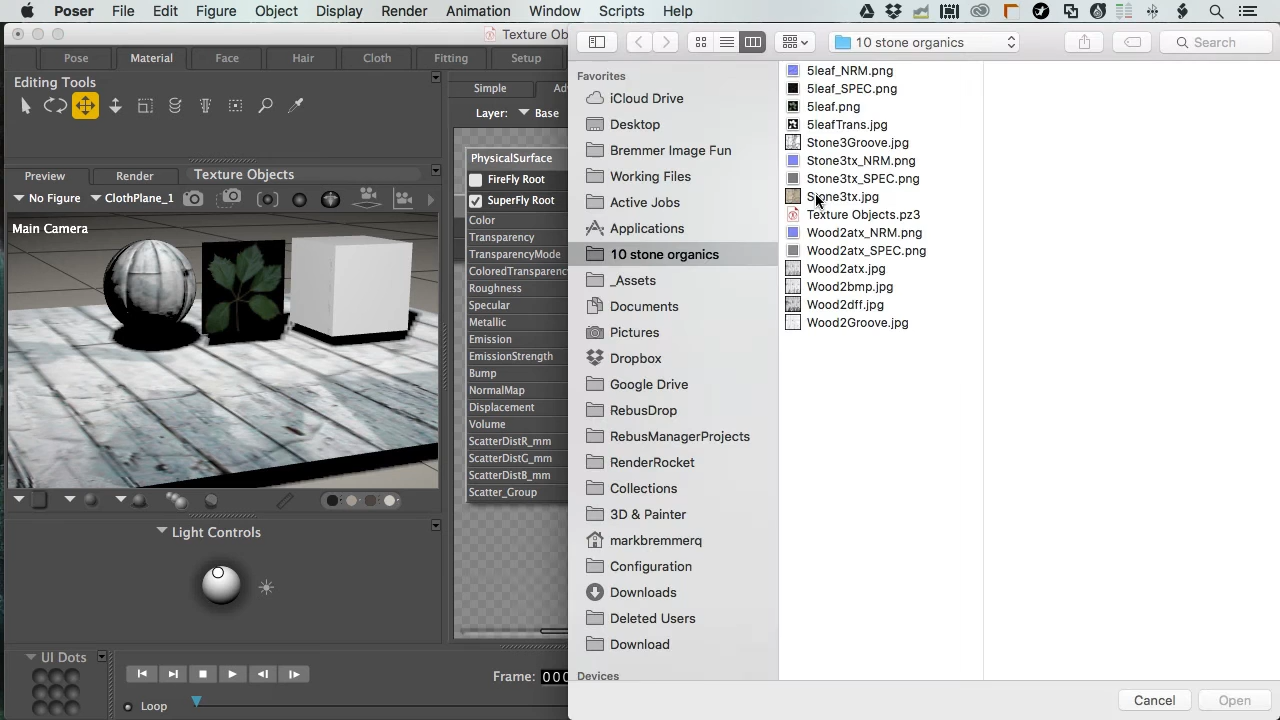 Poser File Edit Figure Object Display Render Animation Window Scripts Help
Texture Ob
10 stone organics
Search
Pose Material Face Hair Cloth Fitting Setup
Editing Tools
Simple Ad
Layer: Base
Preview Render Texture Objects
No Figure ClothPlane_1
Main Camera
PhysicalSurface
FireFly Root
SuperFly Root
Color
Transparency
TransparencyMode
ColoredTransparenc
Roughness
Specular
Metallic
Emission
EmissionStrength
Bump
NormalMap
Displacement
Volume
ScatterDistR_mm
ScatterDistG_mm
ScatterDistB_mm
Scatter_Group
Light Controls
UI Dots
Loop
Frame: 000
Favorites
iCloud Drive
Desktop
Bremmer Image Fun
Working Files
Active Jobs
Applications
10 stone organics
_Assets
Documents
Pictures
Dropbox
Google Drive
RebusDrop
RebusManagerProjects
RenderRocket
Collections
3D & Painter
markbremmerq
Configuration
Downloads
Deleted Users
Download
Devices
5leaf_NRM.png
5leaf_SPEC.png
5leaf.png
5leafTrans.jpg
Stone3Groove.jpg
Stone3tx_NRM.png
Stone3tx_SPEC.png
Stone3tx.jpg
Texture Objects.pz3
Wood2atx_NRM.png
Wood2atx_SPEC.png
Wood2atx.jpg
Wood2bmp.jpg
Wood2dff.jpg
Wood2Groove.jpg
Cancel Open